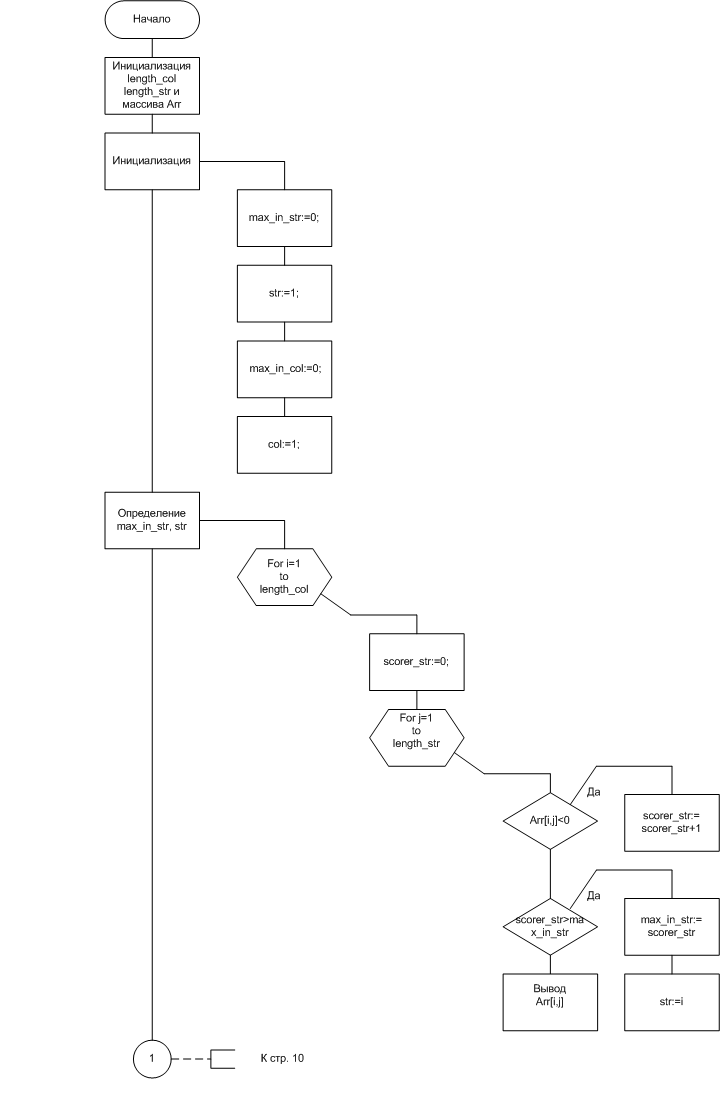 Начало
Инициализация
length_col
length_str и
массива Arr
Инициализация
max_in_str:=0;
str:=1;
max_in_col:=0;
col:=1;
Определение
max_in_str, str
For i=1
to
length_col
scorer_str:=0;
For j=1
to
length_str
Arr[i,j]<0
Да
scorer_str:=
scorer_str+1
scorer_str>ma
x_in_str
Да
max_in_str:=
scorer_str
Вывод
Arr[i,j]
str:=i
1
К стр. 10